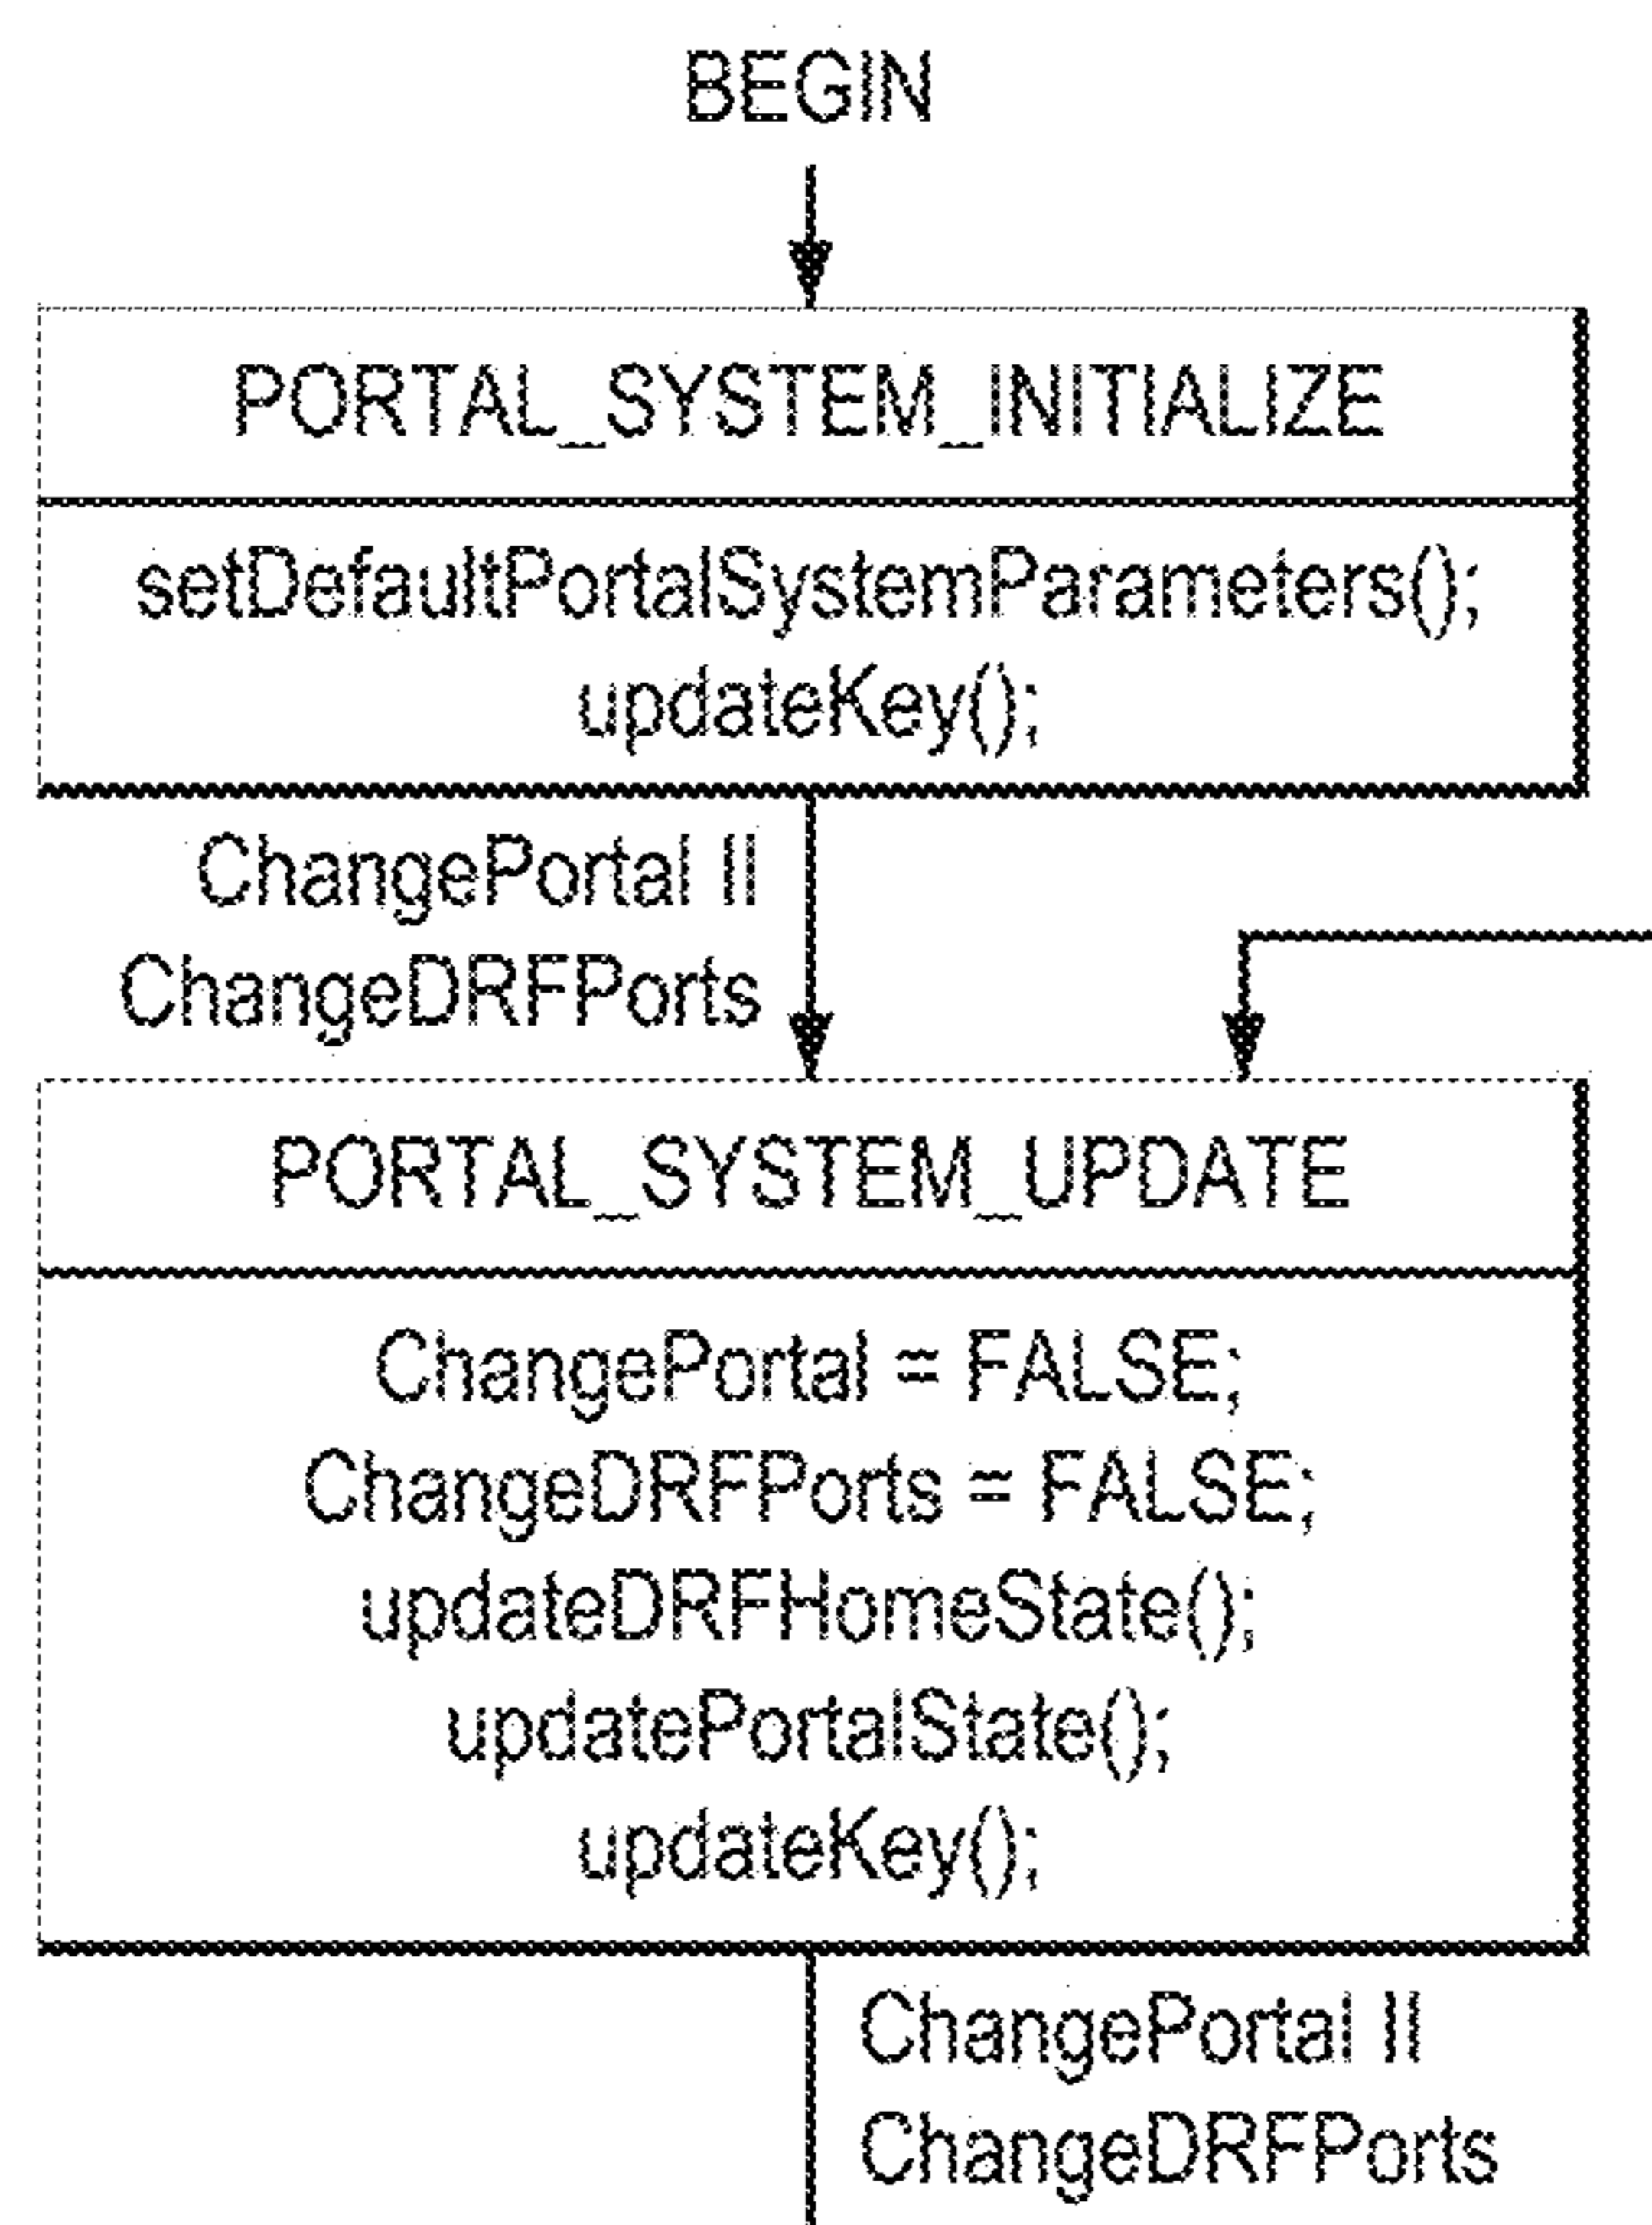 BEGIN
PORTAL_SYSTEM_INITIALIZE
setDefaultPortalSystemParameters();
updateKey();
ChangePortal ||
ChangeDRFPorts
PORTAL_SYSTEM_UPDATE
ChangePortal = FALSE;
ChangeDRFPorts = FALSE;
updateDRFHomeState();
updatePortalState();
updateKey();
ChangePortal ||
ChangeDRFPorts